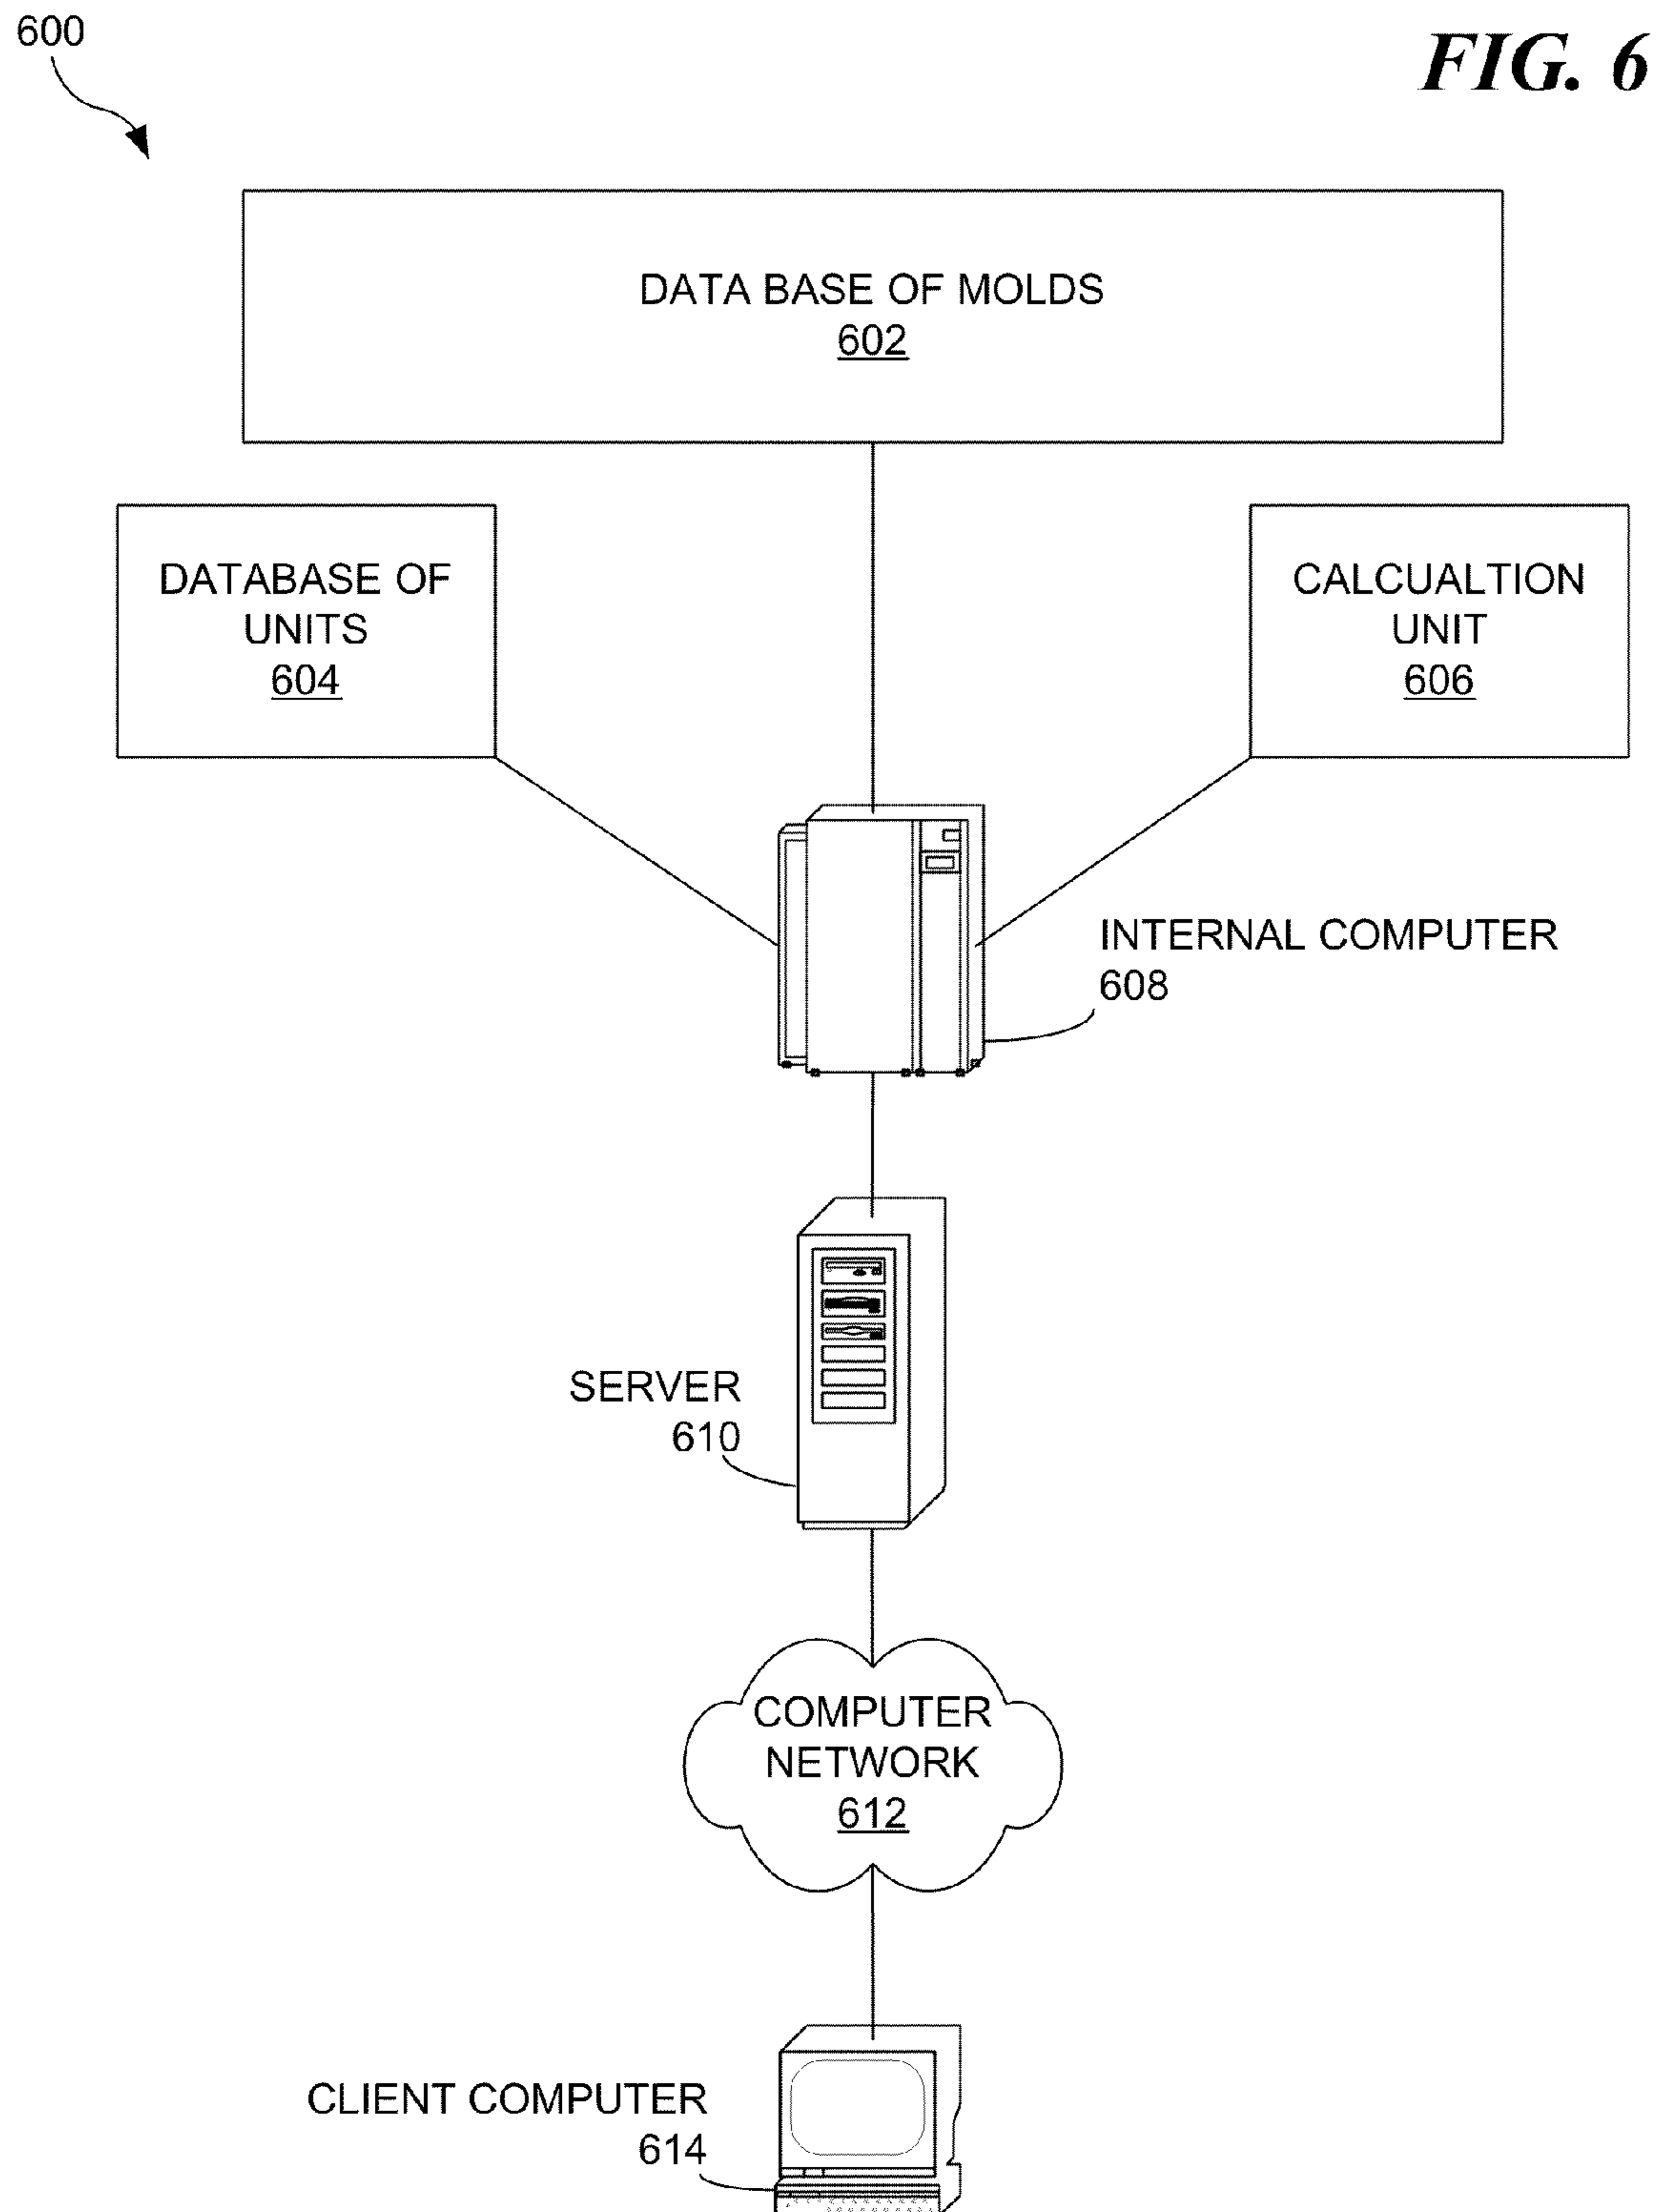 600
FIG. 6
DATA BASE OF MOLDS
602
DATABASE OF
UNITS
604
CALCUALTION
UNIT
606
INTERNAL COMPUTER
608
SERVER
610
COMPUTER
NETWORK
612
CLIENT COMPUTER
614